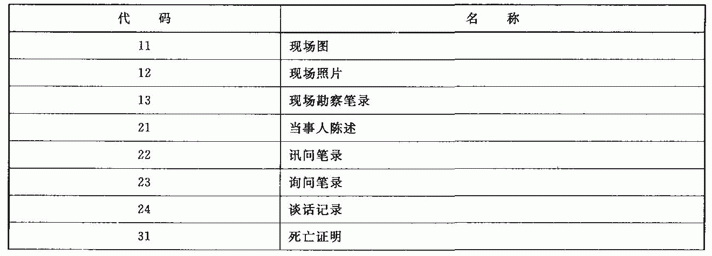 代 码 名 称
11 现场图
12 现场照片
13 现场勘察笔录
21 当事人陈述
22 讯问笔录
23 询问笔录
24 谈话记录
31 死亡证明